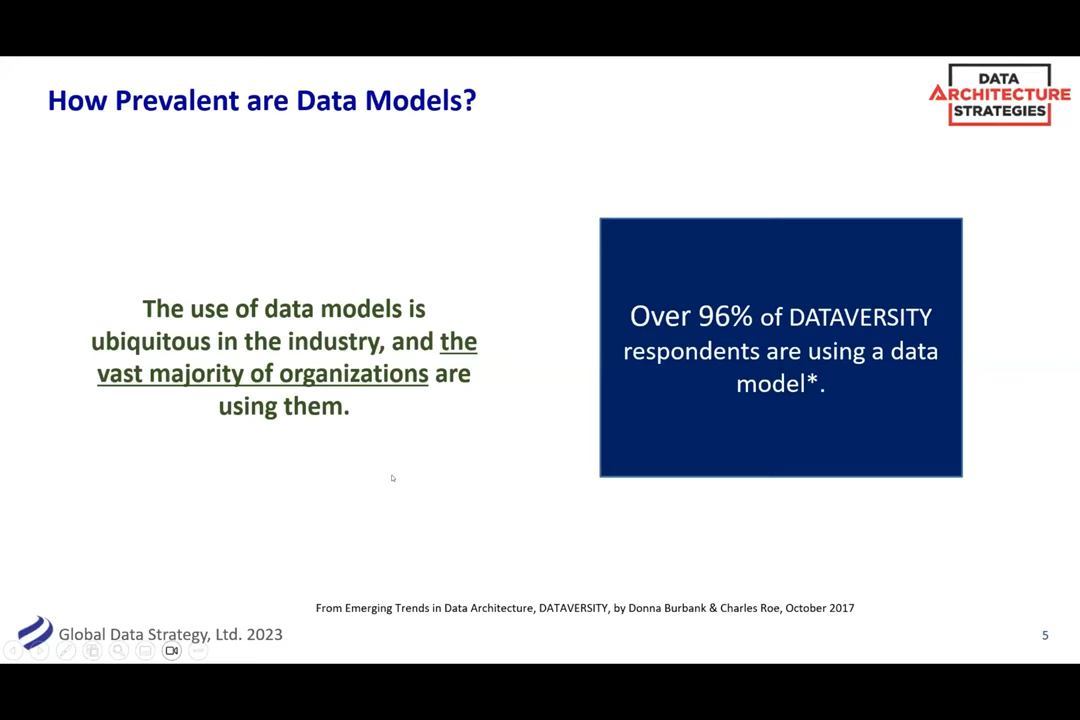 How Prevalent are Data Models?
DATA
ARCHITECTURE
STRATEGIES
The use of data models is
ubiquitous in the industry, and the
vast majority of organizations are
using them.
Over 96% of DATAVERSITY
respondents are using a data
model*.
From Emerging Trends in Data Architecture, DATAVERSITY, by Donna Burbank & Charles Roe, October 2017
Global Data Strategy, Ltd. 2023
5